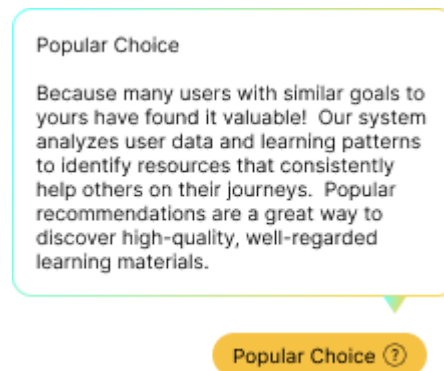 Popular Choice
Because many users with similar goals to
yours have found it valuable!  Our system
analyzes user data and learning patterns
to identify resources that consistently
help others on their journeys.  Popular
recommendations are a great way to
discover high-quality, well-regarded
learning materials.
Popular Choice ?